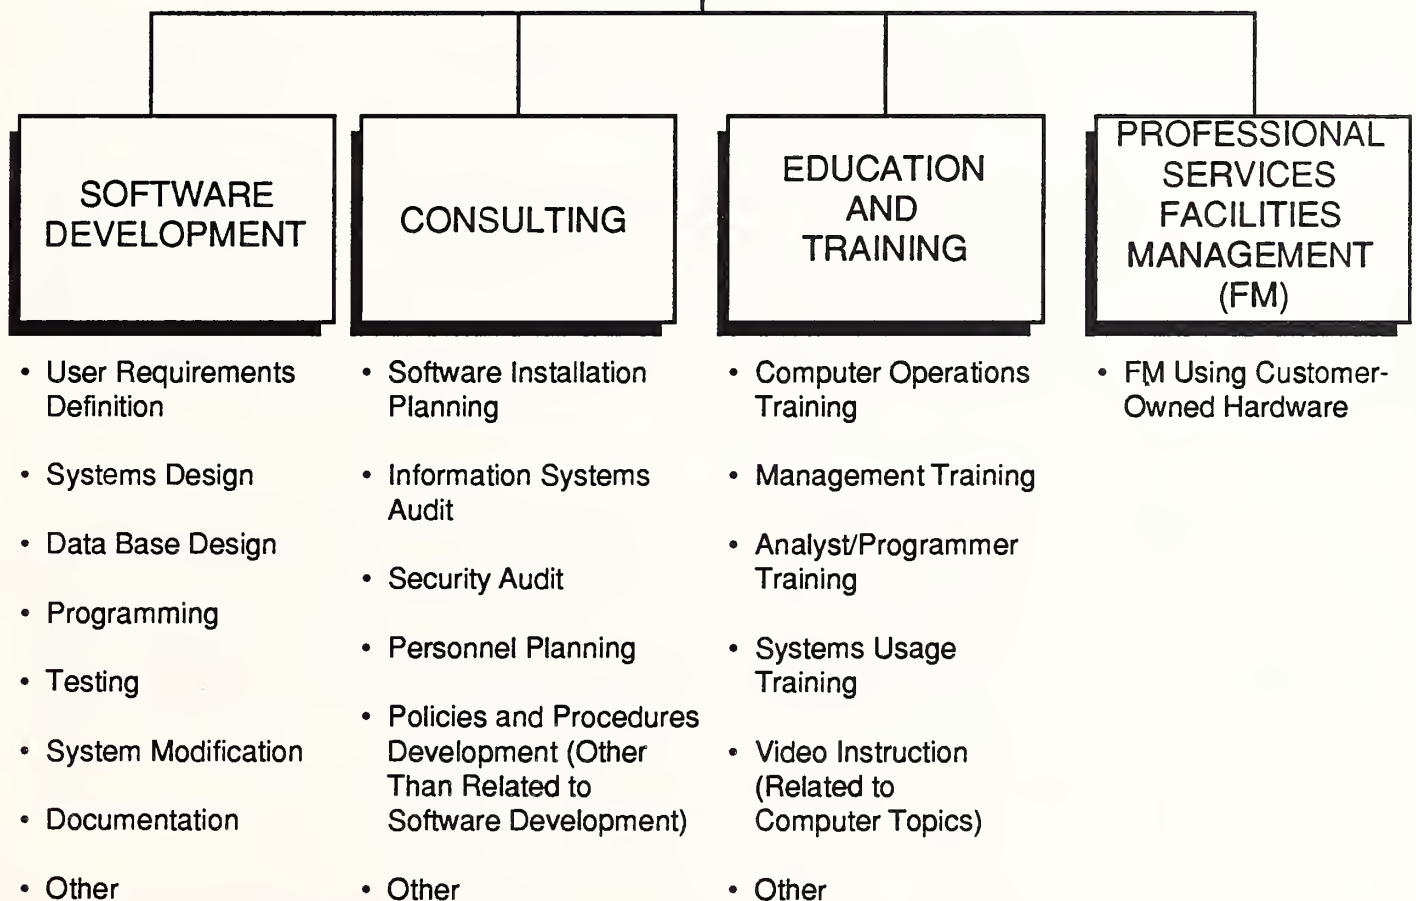 SOFTWARE
DEVELOPMENT
CONSULTING
EDUCATION
AND
TRAINING
PROFESSIONAL
SERVICES
FACILITIES
MANAGEMENT
(FM)
• User Requirements
Definition
• Systems Design
• Data Base Design
• Programming
• Testing
• System Modification
• Documentation
• Other
• Software Installation
Planning
• Information Systems
Audit
• Security Audit
• Personnel Planning
• Policies and Procedures
Development (Other
Than Related to
Software Development)
• Other
• Computer Operations
Training
• Management Training
• Analyst/Programmer
Training
• Systems Usage
Training
• Video Instruction
(Related to
Computer Topics)
• Other
• FM Using Customer-
Owned Hardware